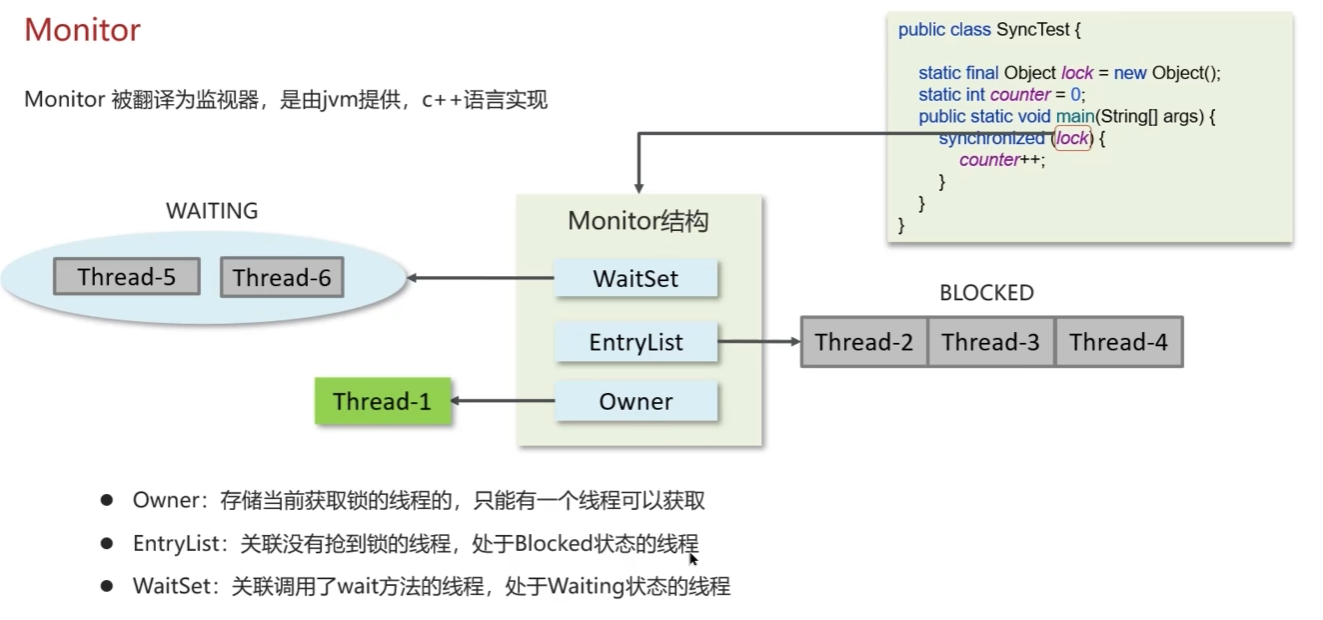 Monitor
Monitor 被翻译为监视器，是由jvm提供，c++语言实现
public class SyncTest {
static final Object lock = new Object();
static int counter = 0;
public static void main(String[] args) {
synchronized (lock) {
counter++;
}
}
}
WAITING
Thread-5
Thread-6
Monitor结构
WaitSet
EntryList
Owner
BLOCKED
Thread-2
Thread-3
Thread-4
Thread-1
● Owner：存储当前获取锁的线程的，只能有一个线程可以获取
● EntryList：关联没有抢到锁的线程，处于Blocked状态的线程
● WaitSet：关联调用了wait方法的线程，处于Waiting状态的线程